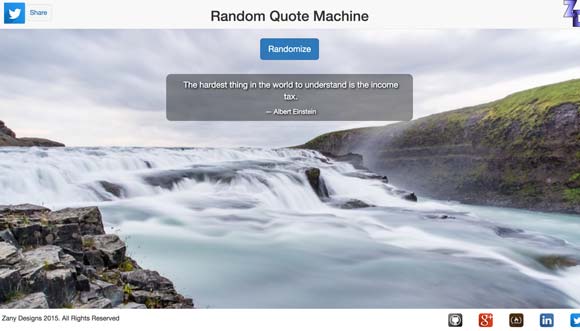 Share
Random Quote Machine
Randomize
The hardest thing in the world to understand is the income
tax.
— Albert Einstein
Zany Designs 2015. All Rights Reserved